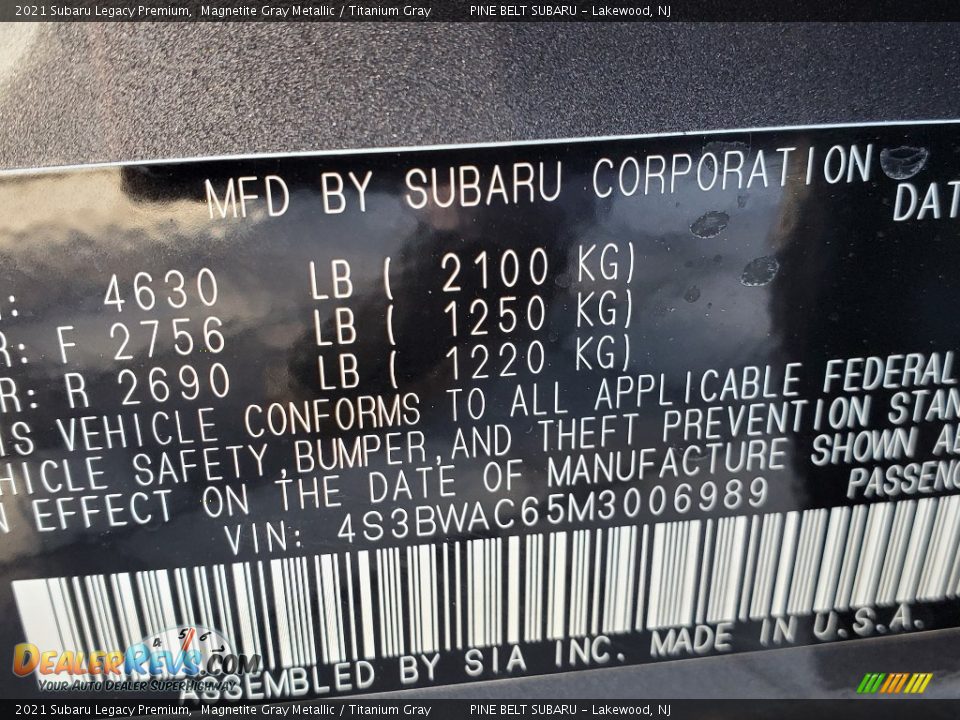 2021 Subaru Legacy Premium, Magnetite Gray Metallic / Titanium Gray PINE BELT SUBARU - Lakewood, NJ
MFD BY SUBARU CORPORATION
DAT
: 4630 LB ( 2100 KG)
R: F 2756 LB ( 1250 KG)
R: R 2690 LB ( 1220 KG)
IS VEHICLE CONFORMS TO ALL APPLICABLE FEDERAL
HICLE SAFETY,BUMPER,AND THEFT PREVENTION STAN
N EFFECT ON THE DATE OF MANUFACTURE SHOWN AB
VIN: 4S3BWAC65M3006989 PASSENG
ASSEMBLED BY SIA INC. MADE IN U.S.A.
4 5 6
DEALERREVS.COM
Your Auto Dealer SuperHighway
2021 Subaru Legacy Premium, Magnetite Gray Metallic / Titanium Gray PINE BELT SUBARU - Lakewood, NJ